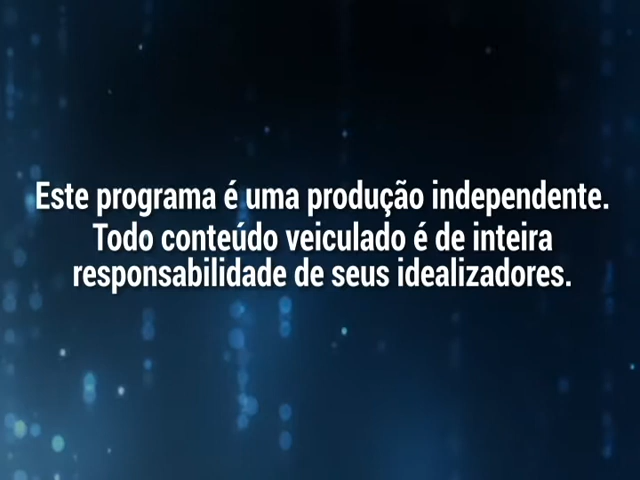 Este programa é uma produção independente.
Todo conteúdo veiculado é de inteira
responsabilidade de seus idealizadores.